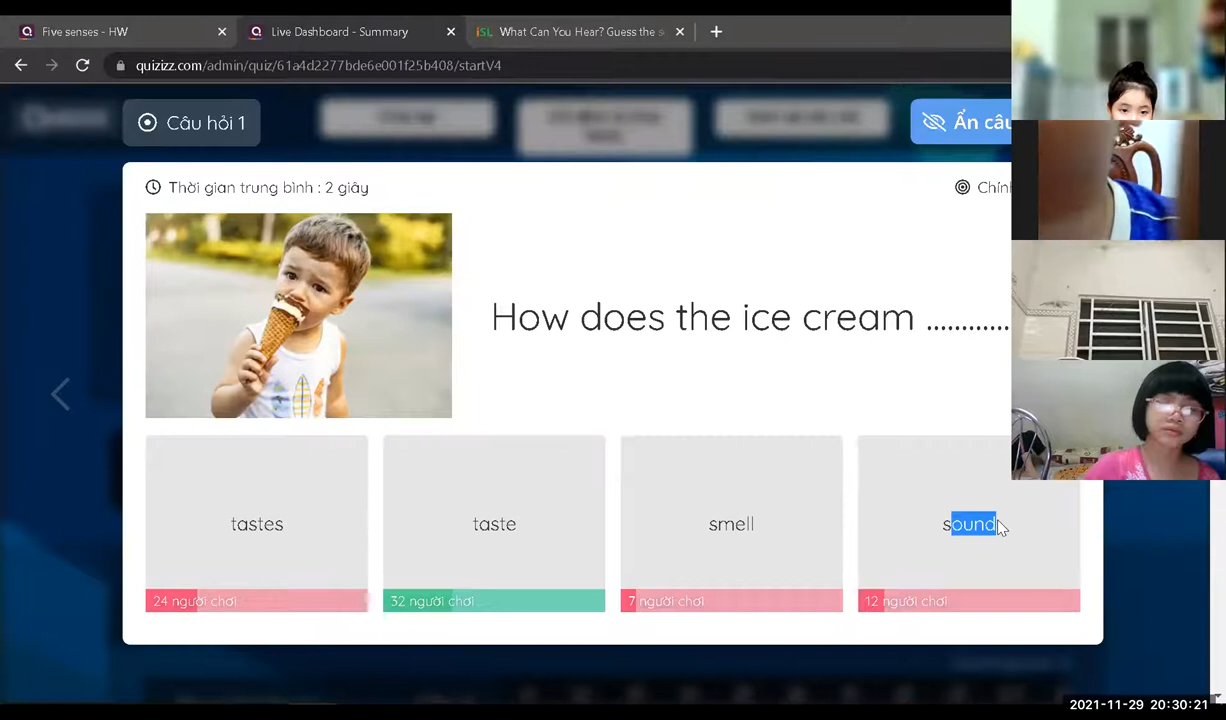 Five senses - HW
Live Dashboard - Summary
iSL What Can You Hear? Guess the s
quizizz.com/admin/quiz/61a4d2277bde6e001f25b408/startV4
Câu hỏi 1
Ẩn câu
Thời gian trung bình : 2 giây
Chính
How does the ice cream ............
tastes
taste
smell
sound
24 người chơi
32 người chơi
7 người chơi
12 người chơi
2021-11-29 20:30:21